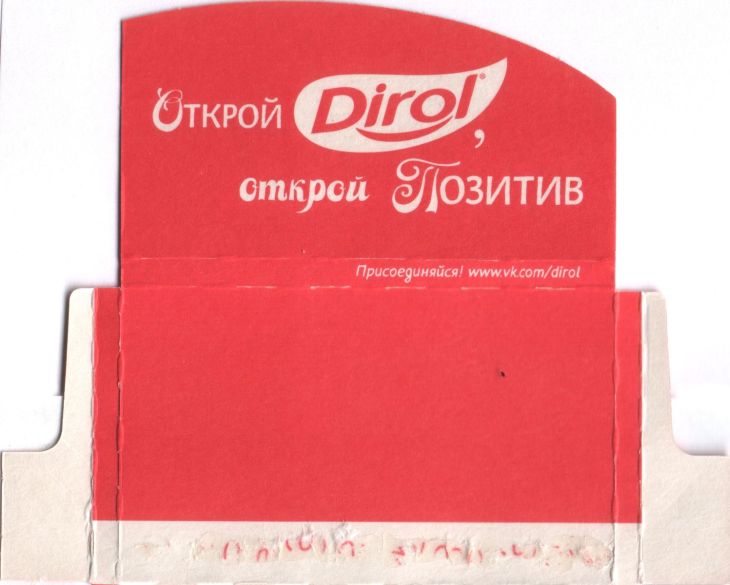 Открой Dirol,
открой Позитив
Присоединяйся! www.vk.com/dirol